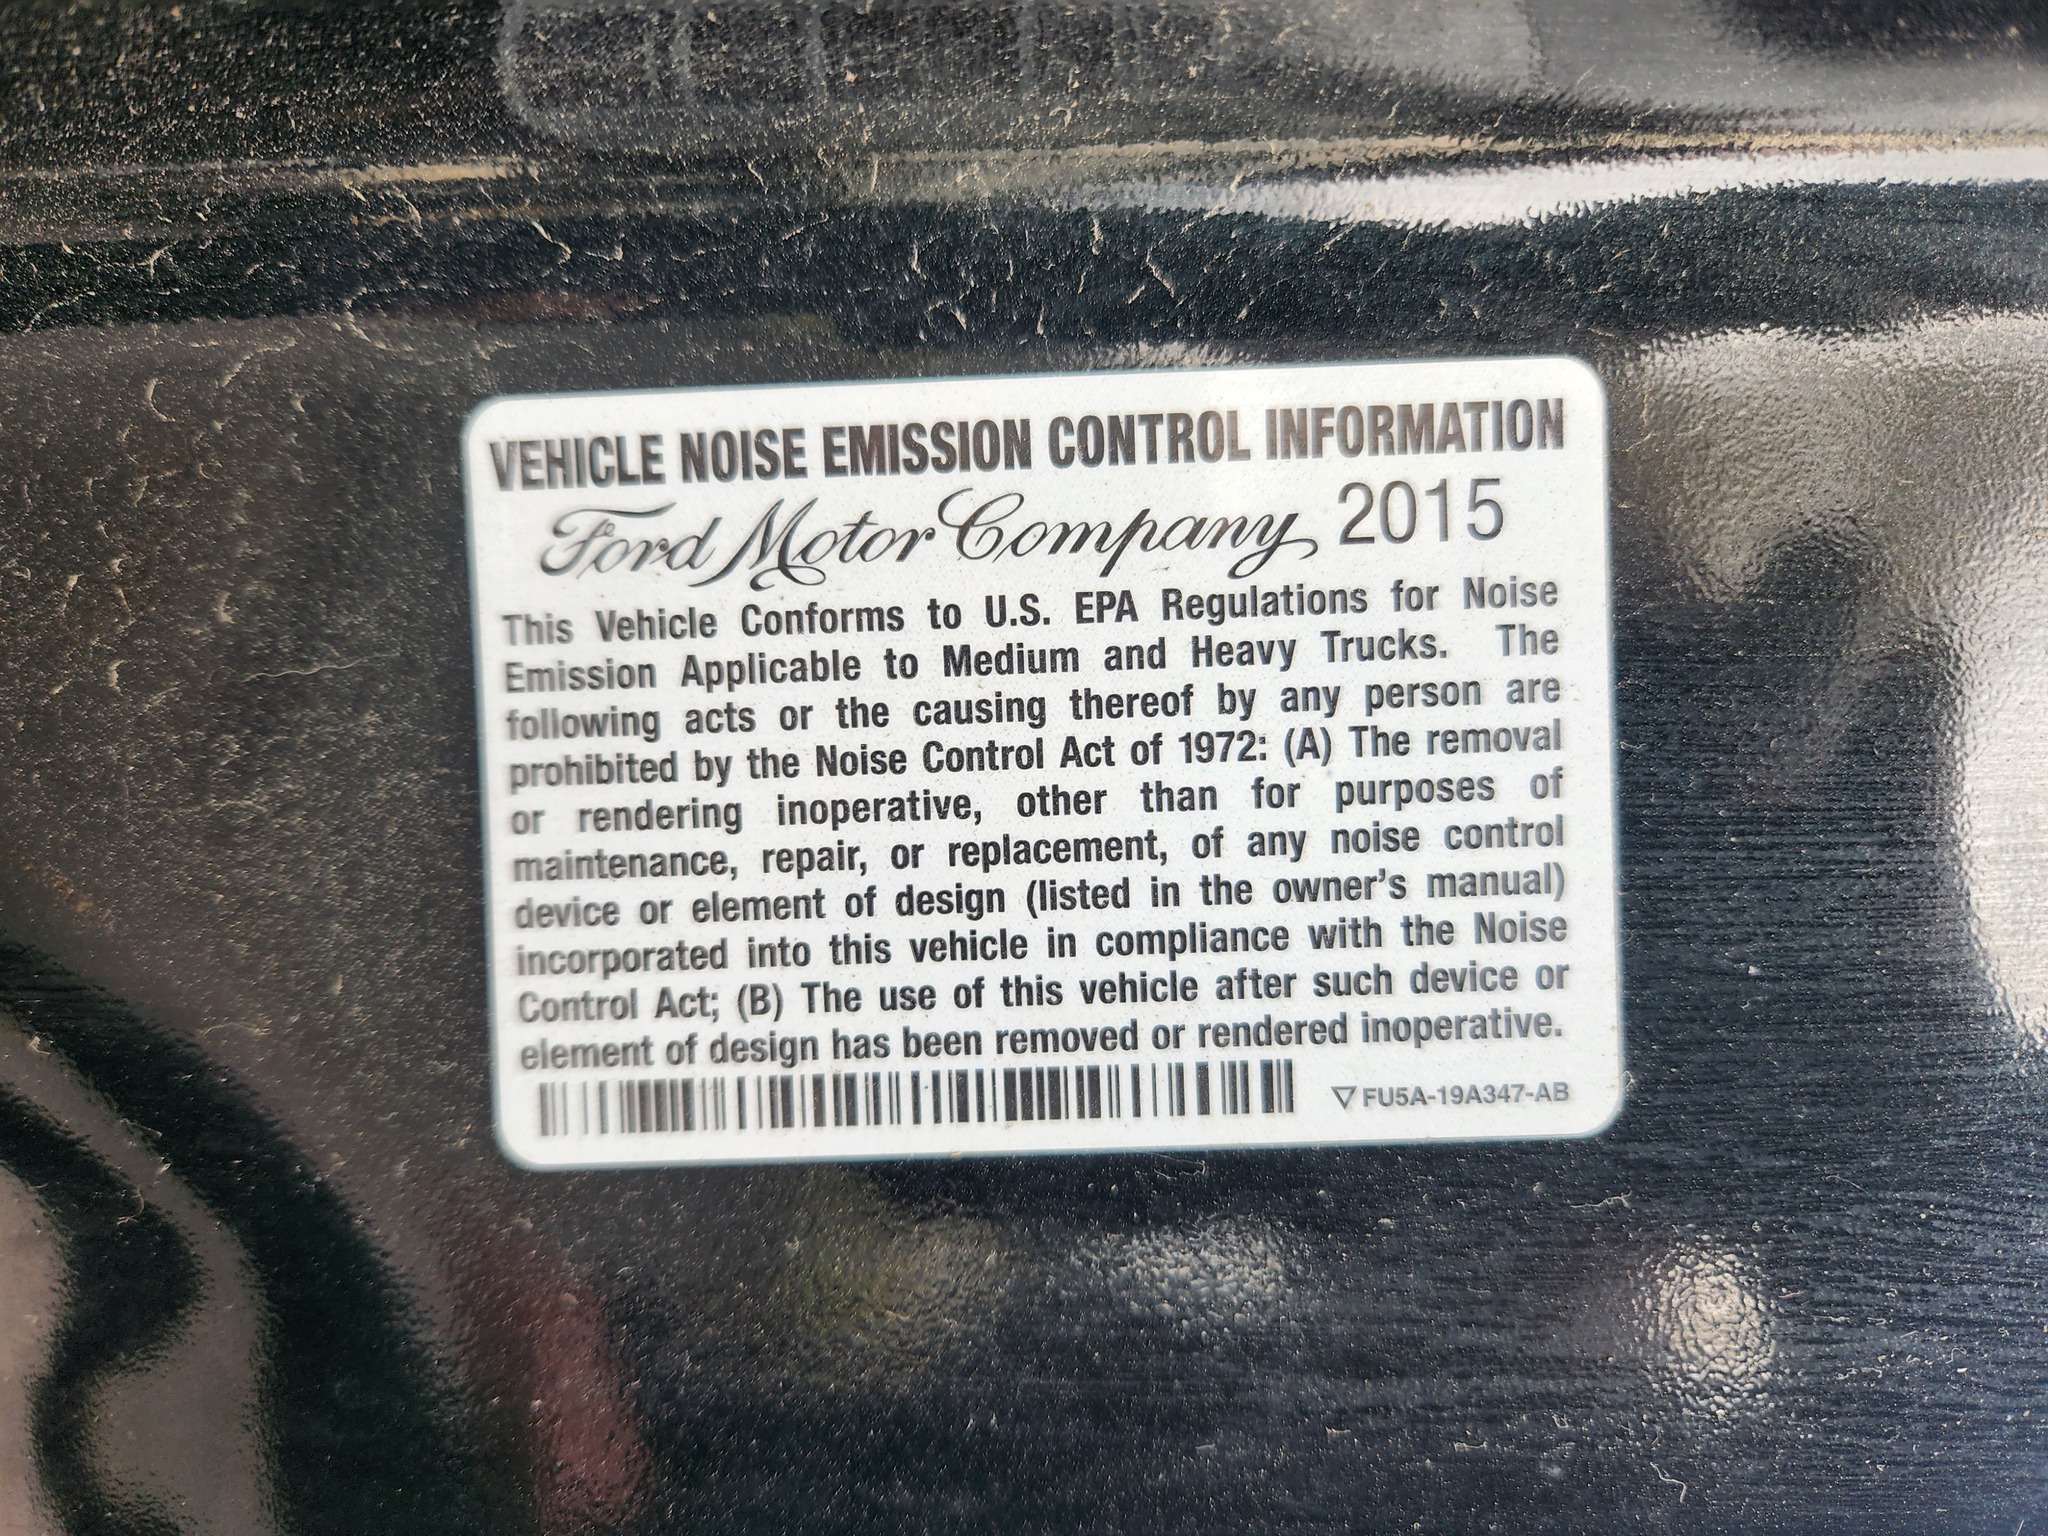 VEHICLE NOISE EMISSION CONTROL INFORMATION
Ford Motor Company 2015
This Vehicle Conforms to U.S. EPA Regulations for Noise
Emission Applicable to Medium and Heavy Trucks. The
following acts or the causing thereof by any person are
prohibited by the Noise Control Act of 1972: (A) The removal
or rendering inoperative, other than for purposes of
maintenance, repair, or replacement, of any noise control
device or element of design (listed in the owner's manual)
incorporated into this vehicle in compliance with the Noise
Control Act; (B) The use of this vehicle after such device or
element of design has been removed or rendered inoperative.
▽ FU5A-19A347-AB